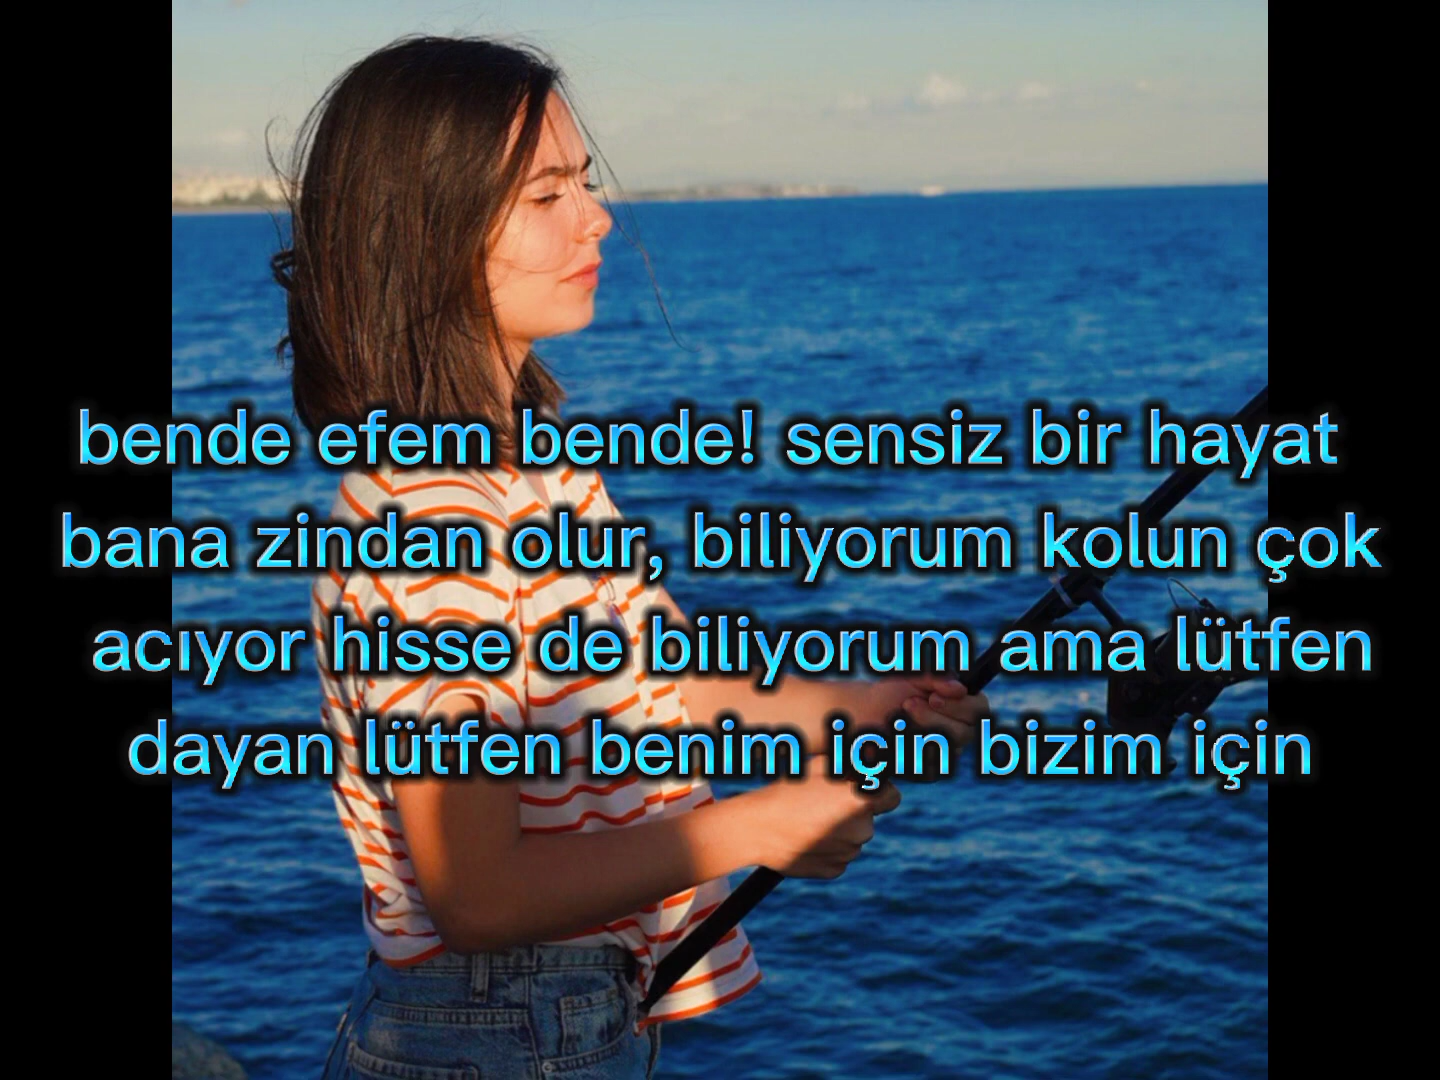 bende efem bende! sensiz bir hayat
bana zindan olur, biliyorum kolun çok
acıyor hisse de biliyorum ama lütfen
dayan lütfen benim için bizim için